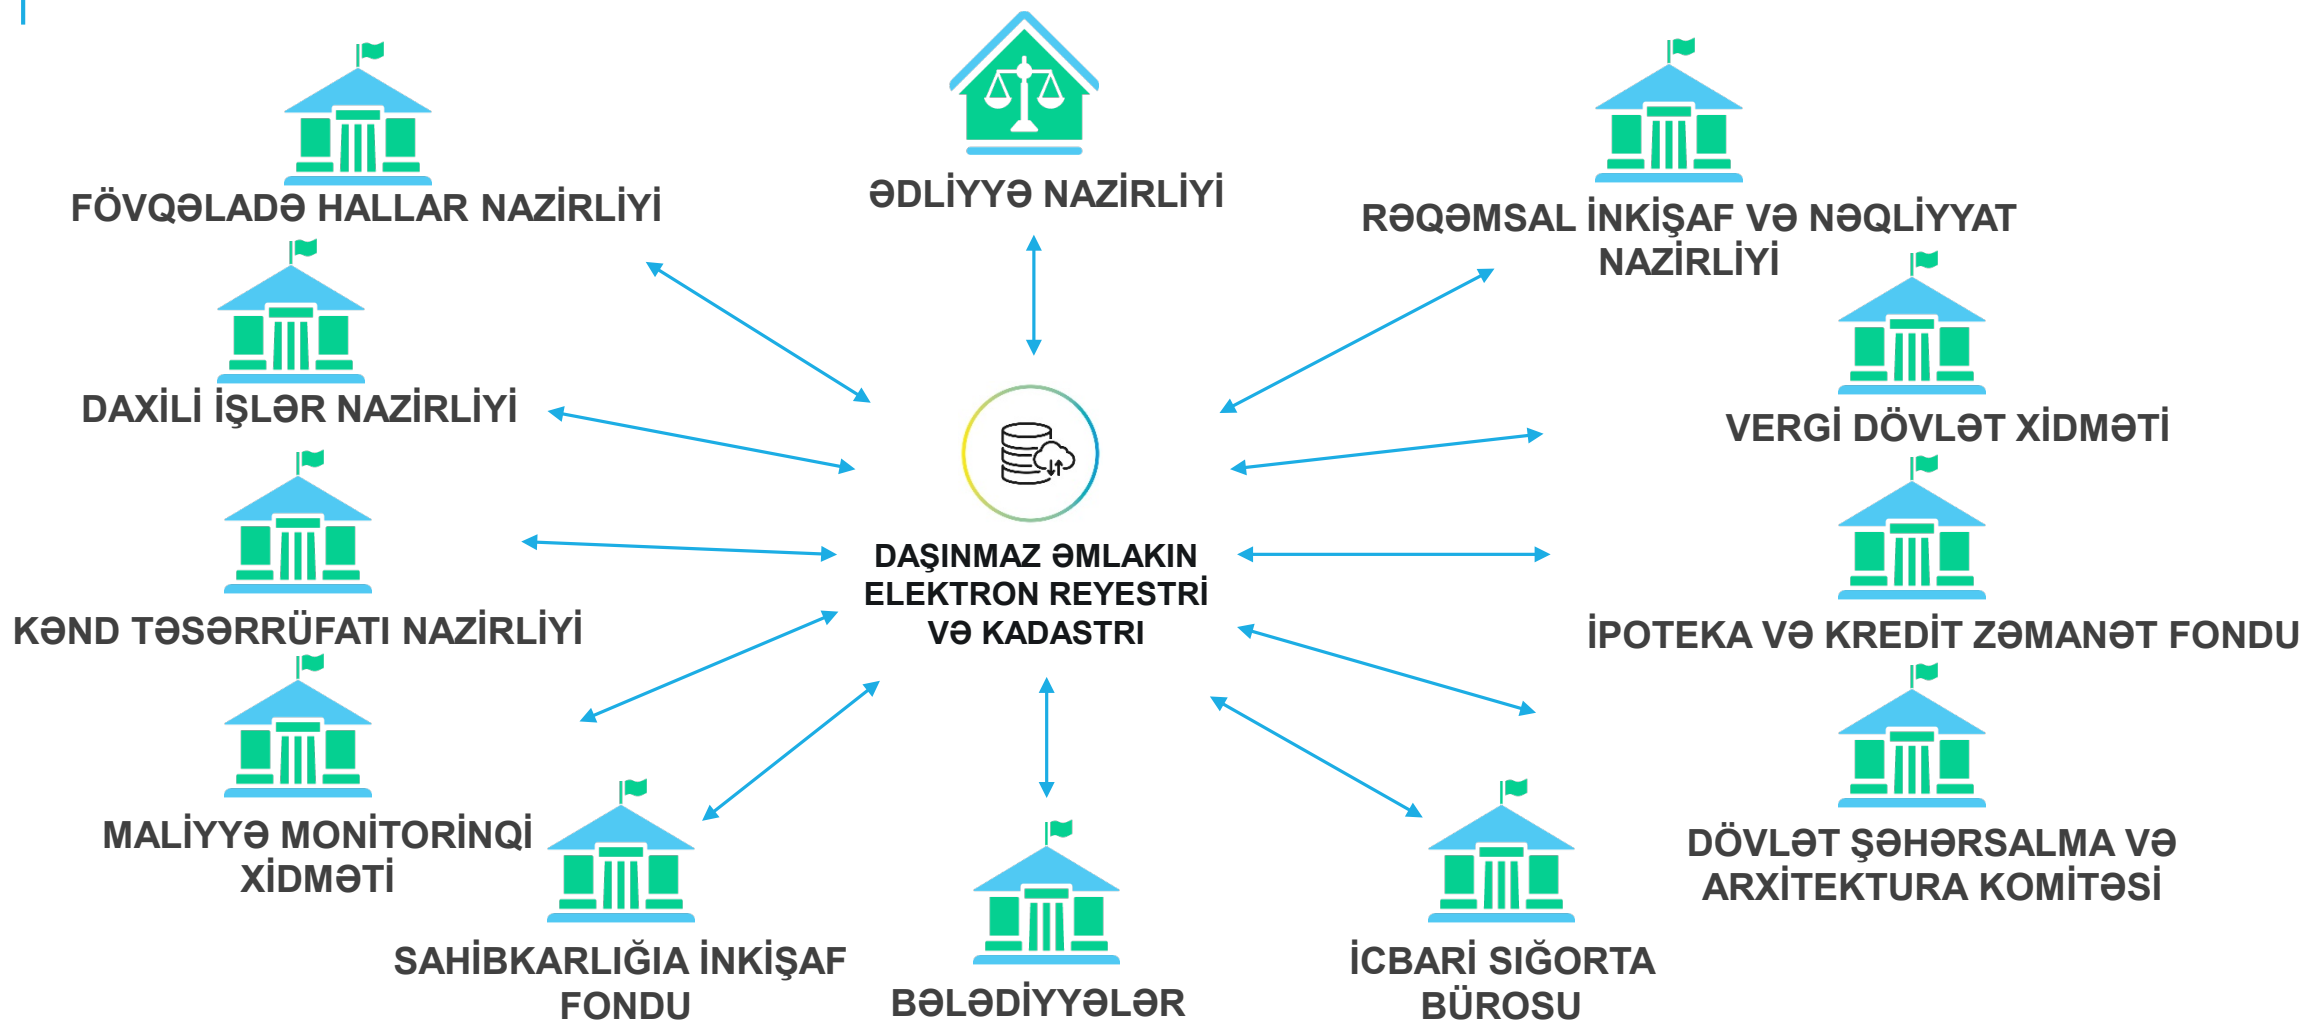 FÖVQƏLADƏ HALLAR NAZİRLİYİ
ƏDLİYYƏ NAZİRLİYİ
RƏQƏMSAL İNKİŞAF VƏ NƏQLİYYAT
NAZİRLİYİ
DAXİLİ İŞLƏR NAZİRLİYİ
VERGİ DÖVLƏT XİDMƏTİ
DAŞINMAZ ƏMLAKIN
ELEKTRON REYESTRİ
VƏ KADASTRI
KƏND TƏSƏRRÜFATI NAZİRLİYİ
İPOTEKA VƏ KREDİT ZƏMANƏT FONDU
MALİYYƏ MONİTORİNQİ
XİDMƏTİ
DÖVLƏT ŞƏHƏRSALMA VƏ
ARXİTEKTURA KOMİTƏSİ
SAHİBKARLIĞIA İNKİŞAF
FONDU
BƏLƏDİYYƏLƏR
İCBARİ SIĞORTA
BÜROSU